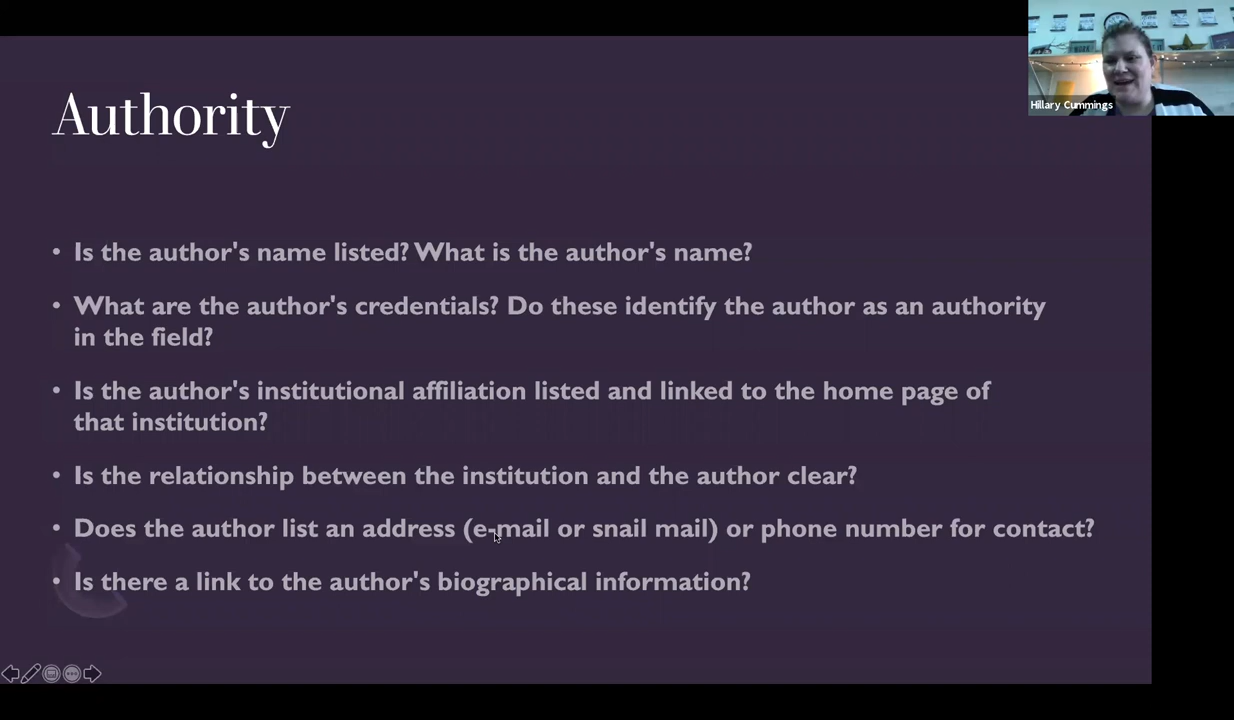 Authority
Hillary Cummings
• Is the author's name listed? What is the author's name?
• What are the author's credentials? Do these identify the author as an authority
in the field?
• Is the author's institutional affiliation listed and linked to the home page of
that institution?
• Is the relationship between the institution and the author clear?
• Does the author list an address (e-mail or snail mail) or phone number for contact?
• Is there a link to the author's biographical information?